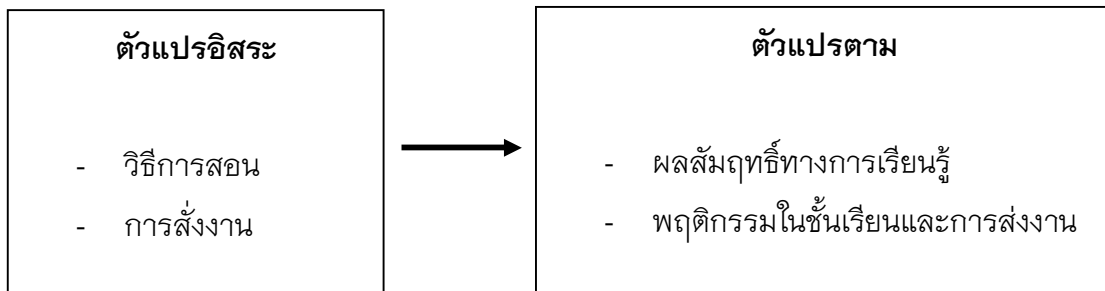 ตัวแปรอิสระ
- วิธีการสอน
- การสั่งงาน
ตัวแปรตาม
- ผลสัมฤทธิ์ทางการเรียนรู้
- พฤติกรรมในชั้นเรียนและการส่งงาน